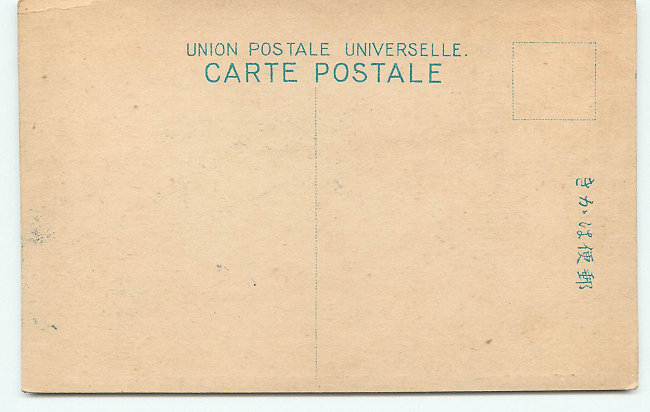 UNION POSTALE UNIVERSELLE.
CARTE POSTALE
郵便はかき